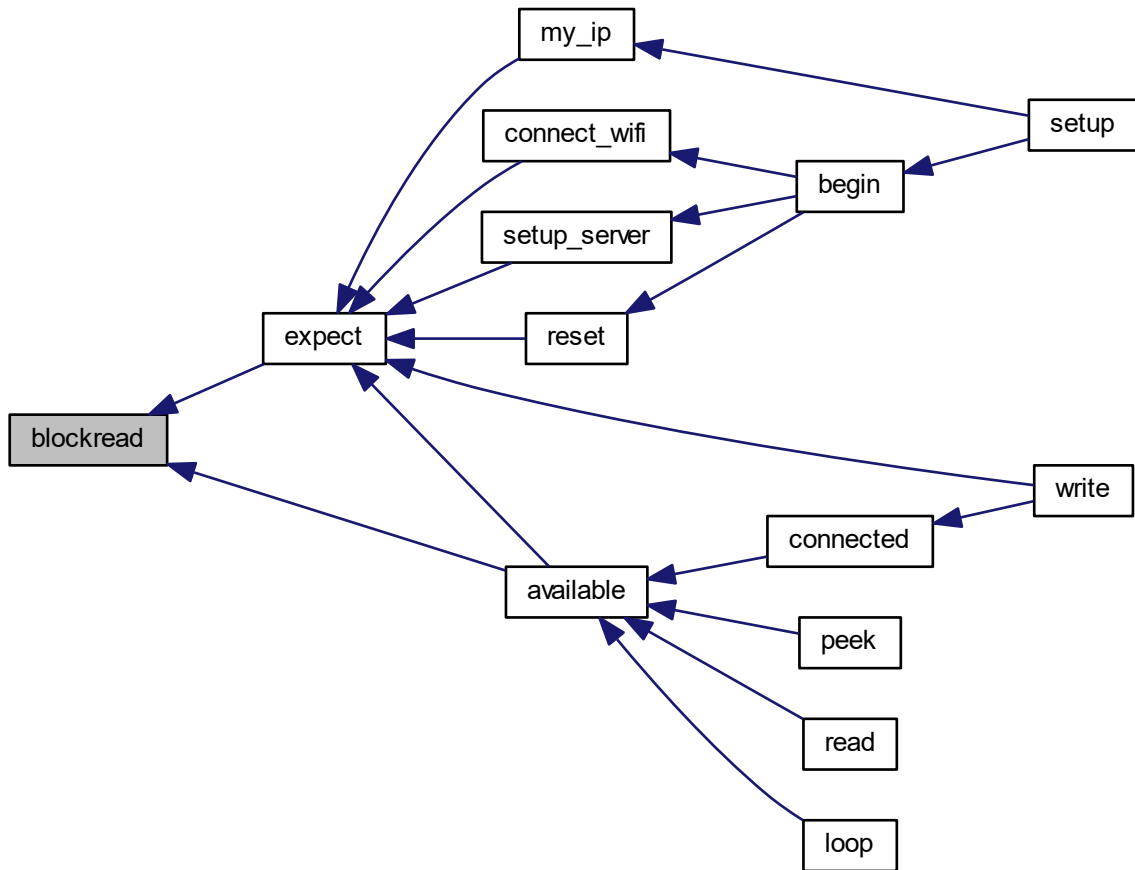 my_ip
setup
connect_wifi
begin
setup_server
expect
reset
blockread
write
connected
available
peek
read
loop